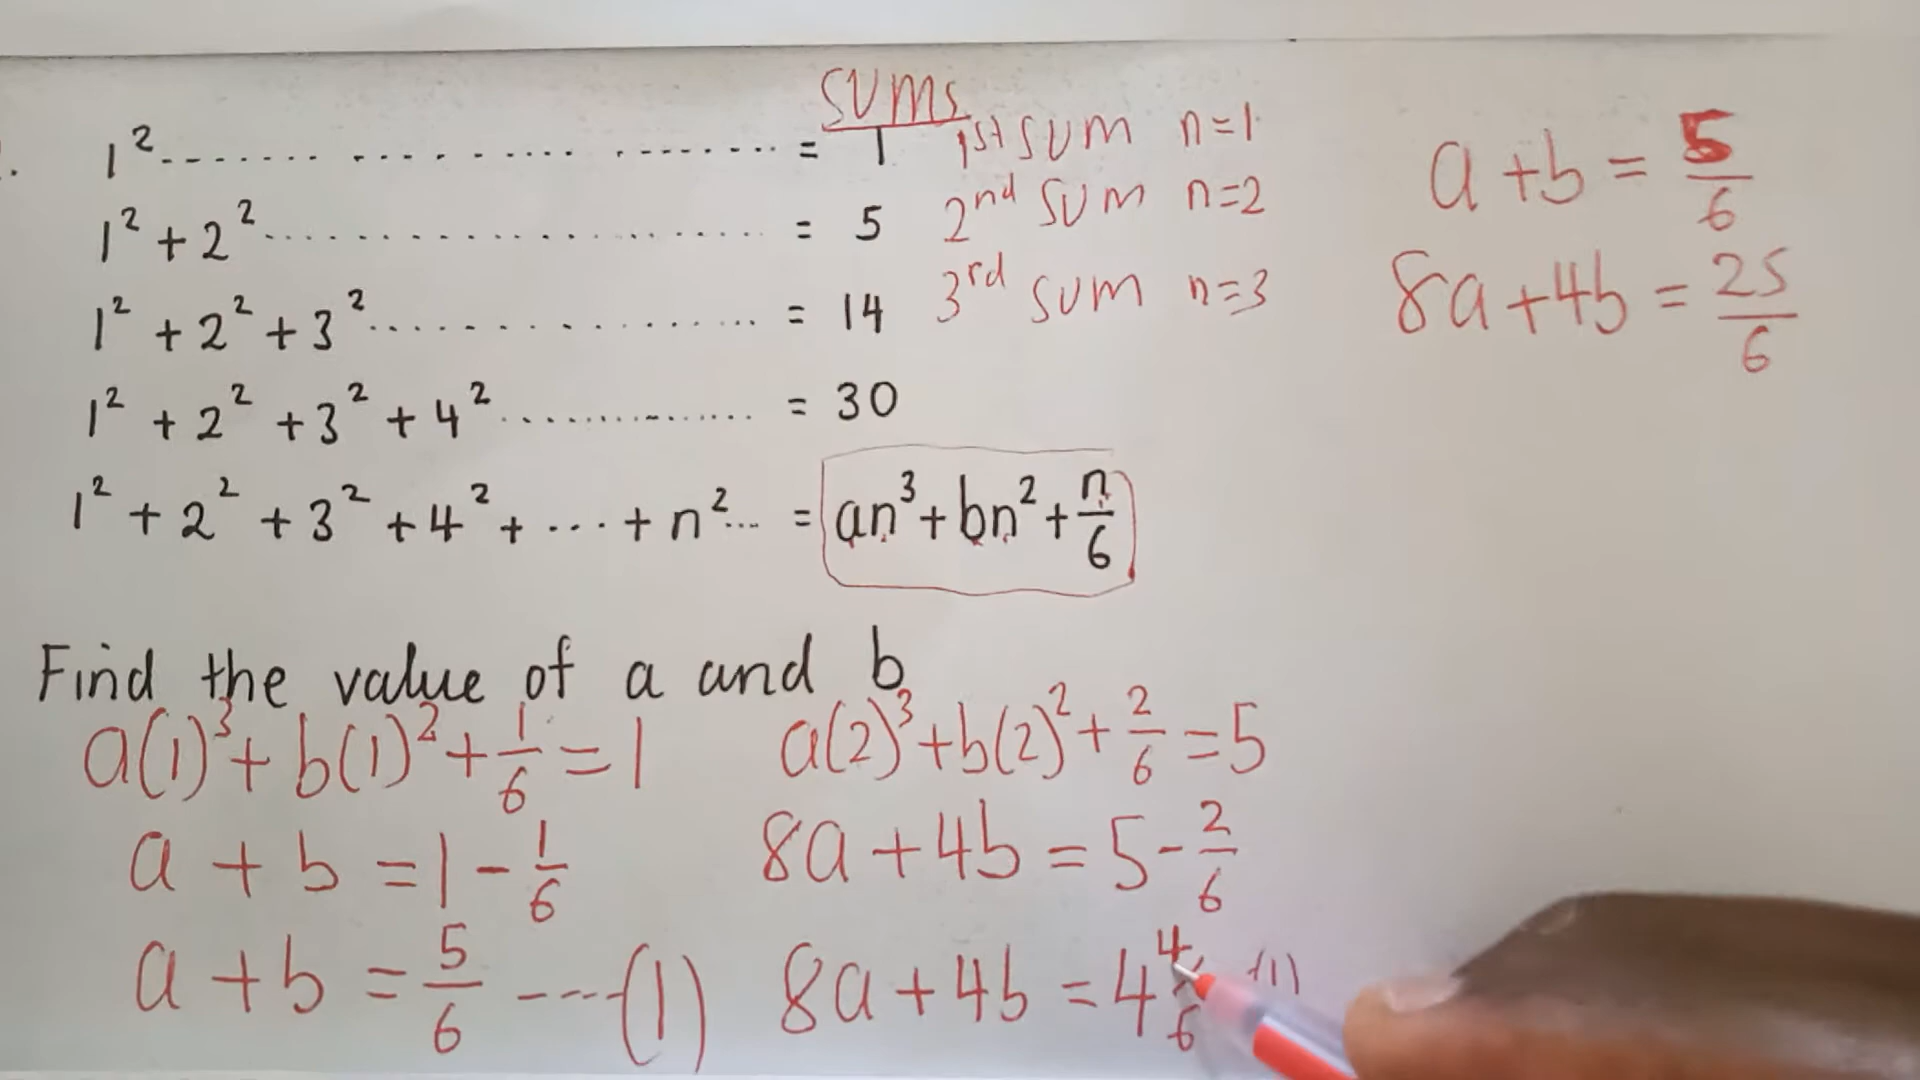 SUMS
1² ............ = 1 1st SUM n=1
1² + 2² ............ = 5 2nd SUM n=2
1² + 2² + 3² ............ = 14 3rd SUM n=3
1² + 2² + 3² + 4² ............ = 30
1² + 2² + 3² + 4² + ... + n² ... = an³ + bn² + n/6
a + b = 5/6
8a + 4b = 25/6
Find the value of a and b
a(1)³ + b(1)² + 1/6 = 1
a + b = 1 - 1/6
a + b = 5/6 ---(1)
a(2)³ + b(2)² + 2/6 = 5
8a + 4b = 5 - 2/6
8a + 4b = 4 4/6